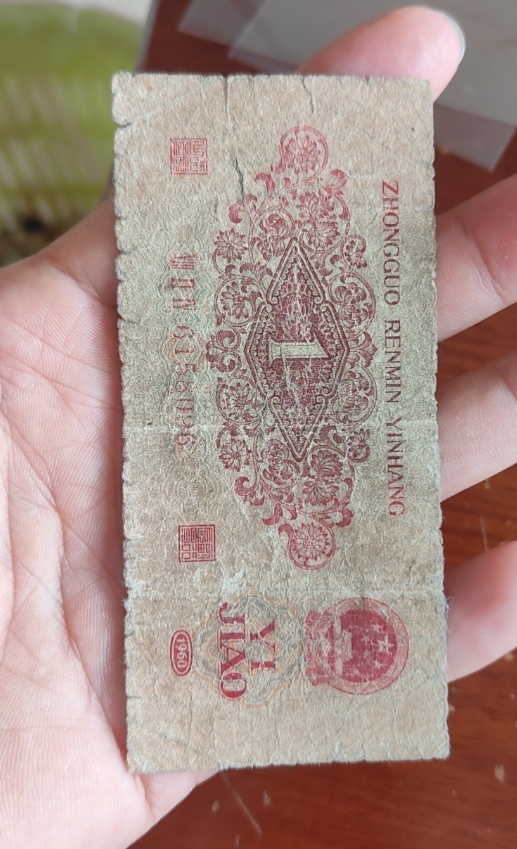 ZHONGGUO RENMIN YINHANG
1
YI
JIAO
1960